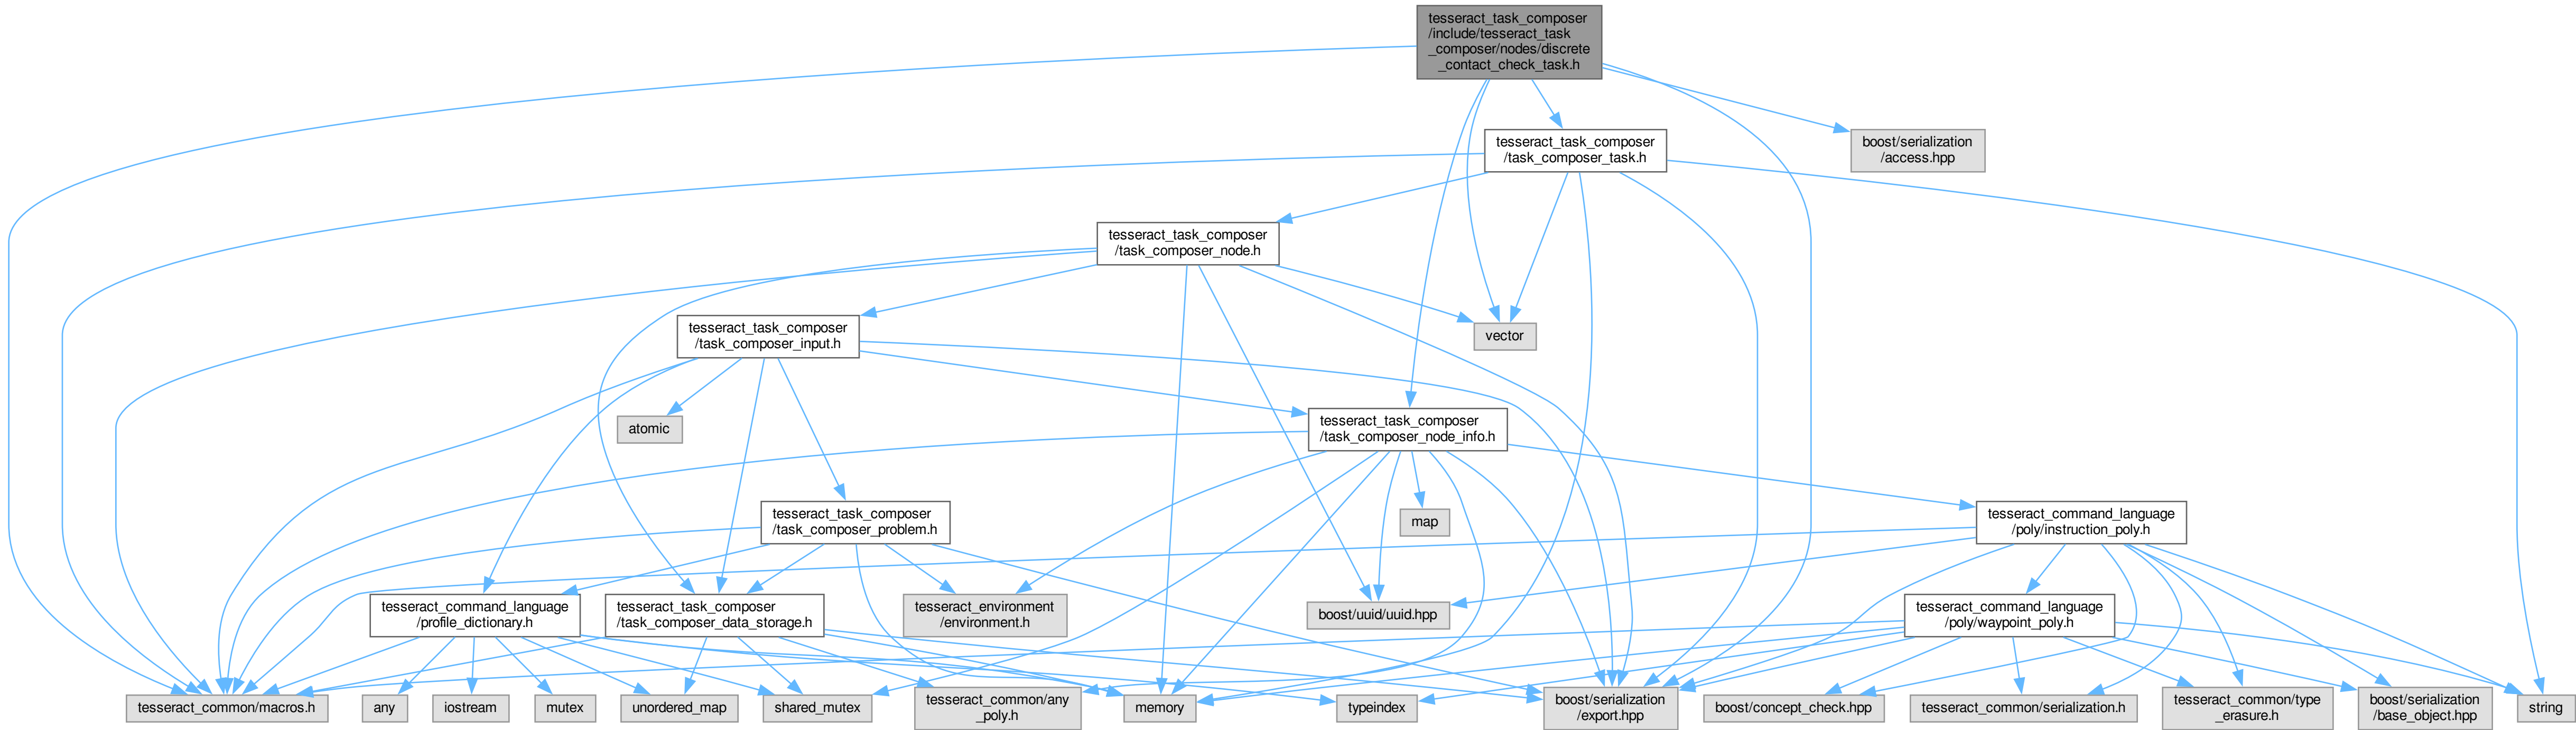 tesseract_task_composer
/include/tesseract_task
_composer/nodes/discrete
_contact_check_task.h
tesseract_task_composer
/task_composer_task.h
boost/serialization
/access.hpp
tesseract_task_composer
/task_composer_node.h
tesseract_task_composer
/task_composer_input.h
vector
atomic
tesseract_task_composer
/task_composer_node_info.h
tesseract_task_composer
/task_composer_problem.h
map
tesseract_command_language
/poly/instruction_poly.h
tesseract_command_language
/profile_dictionary.h
tesseract_task_composer
/task_composer_data_storage.h
tesseract_environment
/environment.h
boost/uuid/uuid.hpp
tesseract_command_language
/poly/waypoint_poly.h
tesseract_common/macros.h
any
iostream
mutex
unordered_map
shared_mutex
tesseract_common/any
_poly.h
memory
typeindex
boost/serialization
/export.hpp
boost/concept_check.hpp
tesseract_common/serialization.h
tesseract_common/type
_erasure.h
boost/serialization
/base_object.hpp
string